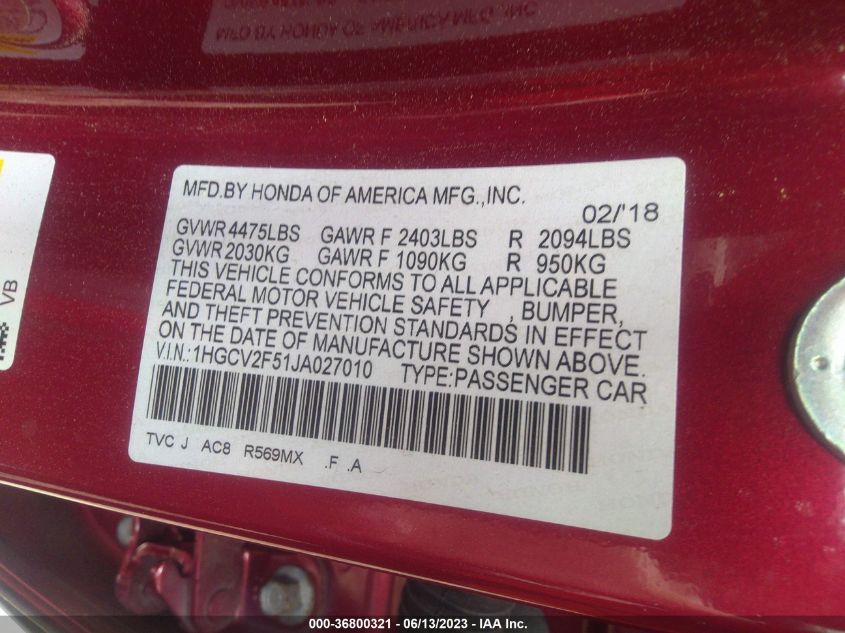 MFD.BY HONDA OF AMERICA MFG.,INC.
02/'18
GVWR 4475LBS GAWR F 2403LBS R 2094LBS
GVWR 2030KG GAWR F 1090KG R 950KG
THIS VEHICLE CONFORMS TO ALL APPLICABLE
FEDERAL MOTOR VEHICLE SAFETY , BUMPER,
AND THEFT PREVENTION STANDARDS IN EFFECT
ON THE DATE OF MANUFACTURE SHOWN ABOVE.
V.I.N.:1HGCV2F51JA027010 TYPE:PASSENGER CAR
TVC J AC8 R569MX .F .A
VB
000-36800321 - 06/13/2023 - IAA Inc.